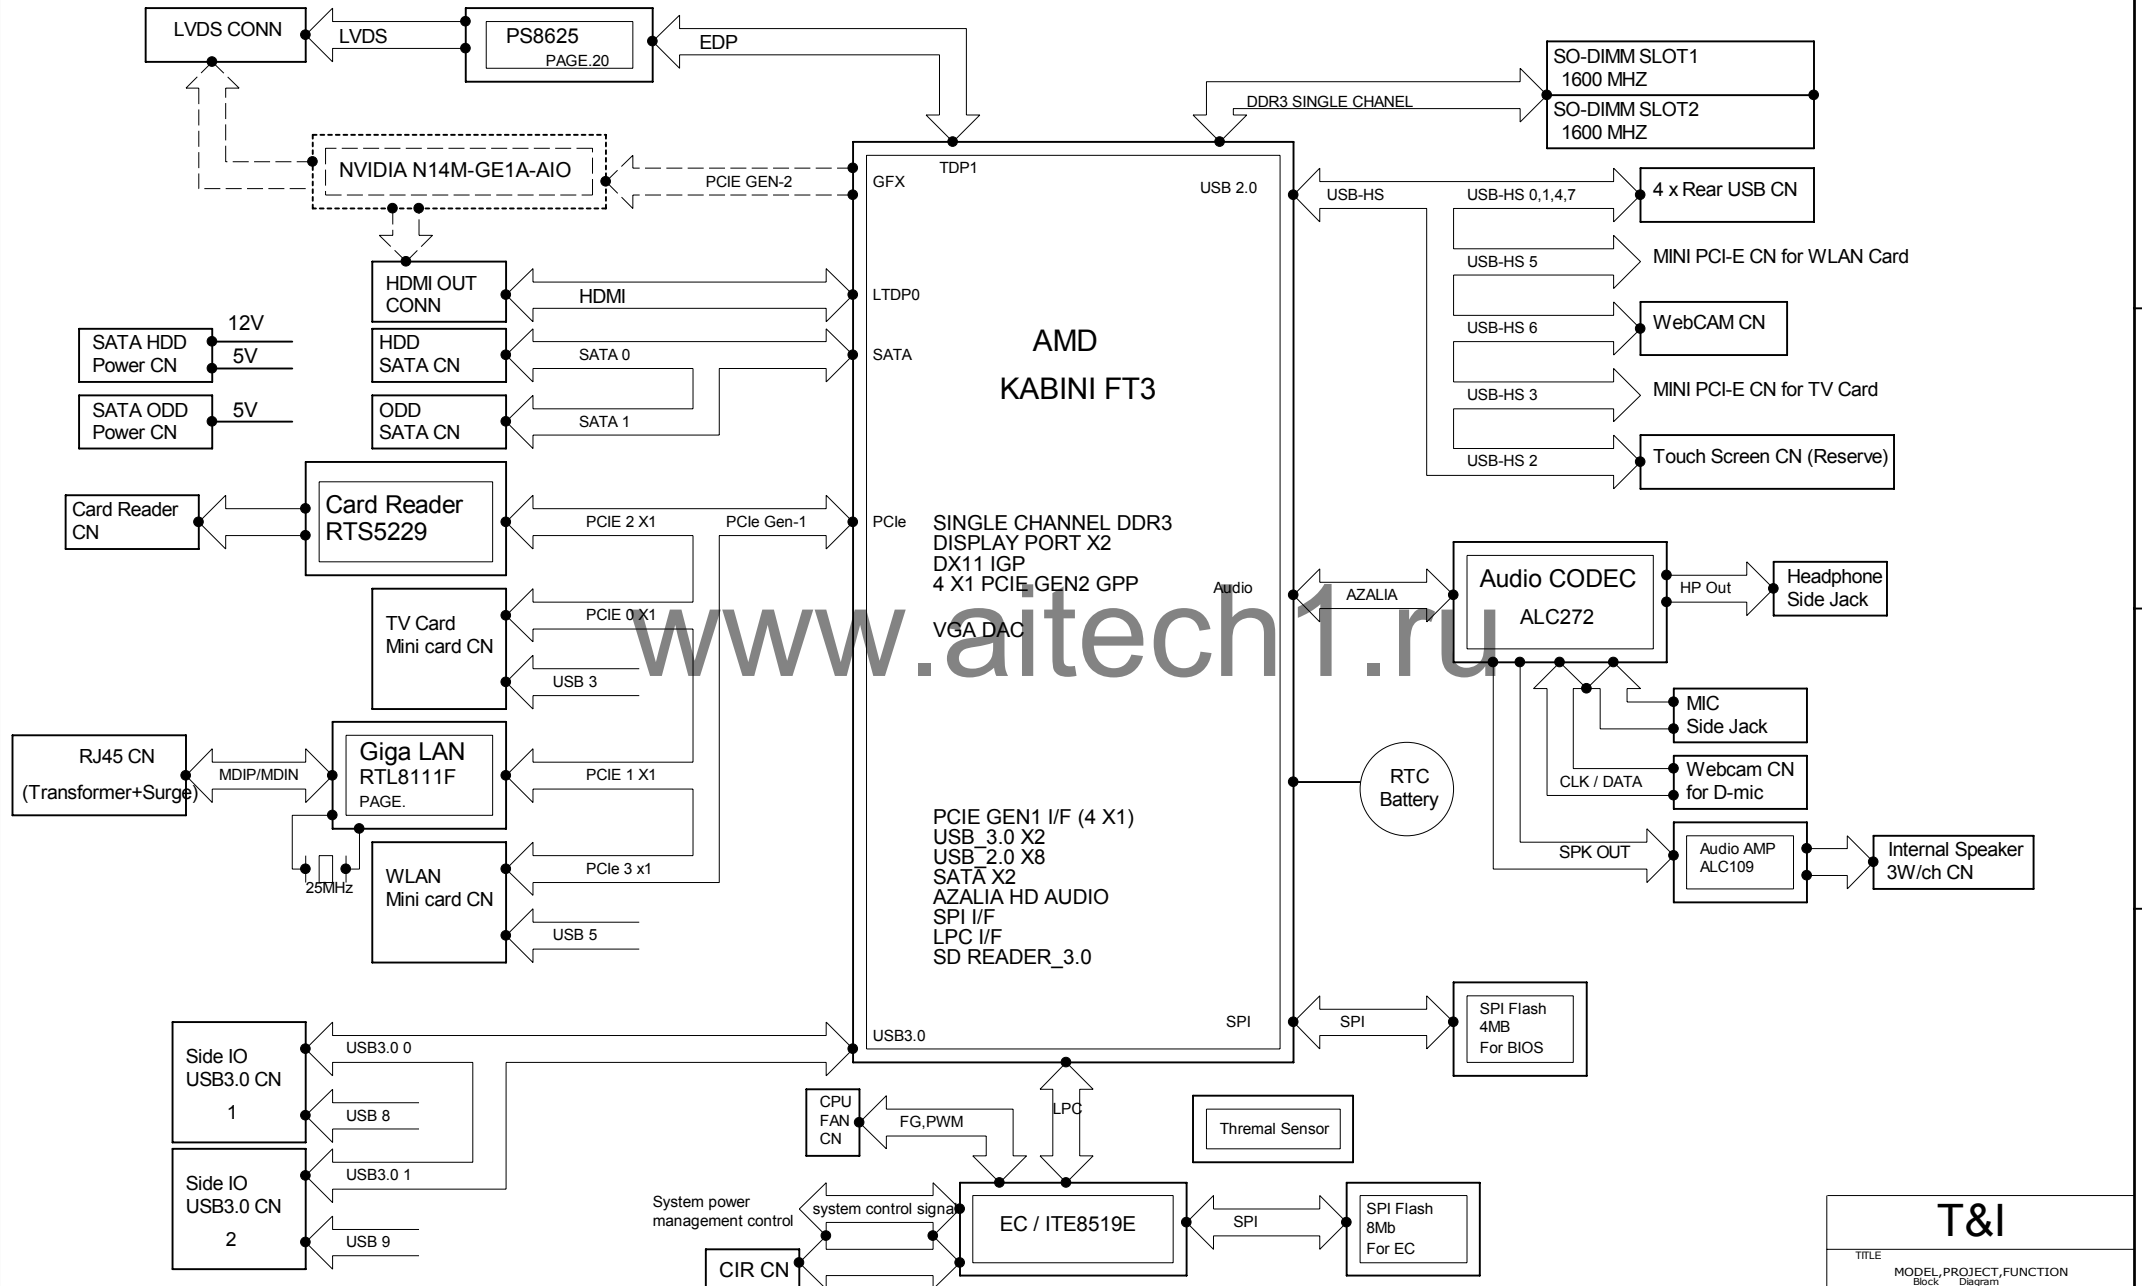 LVDS CONN
LVDS
PS8625
PAGE.20
EDP
SO-DIMM SLOT1
1600 MHZ
SO-DIMM SLOT2
1600 MHZ
DDR3 SINGLE CHANEL
NVIDIA N14M-GE1A-AIO
PCIE GEN-2
GFX
TDP1
USB 2.0
USB-HS
USB-HS 0,1,4,7
4 x Rear USB CN
USB-HS 5
MINI PCI-E CN for WLAN Card
USB-HS 6
WebCAM CN
USB-HS 3
MINI PCI-E CN for TV Card
USB-HS 2
Touch Screen CN (Reserve)
HDMI OUT
CONN
HDMI
LTDP0
SATA HDD
Power CN
12V
5V
HDD
SATA CN
SATA 0
SATA
SATA ODD
Power CN
5V
ODD
SATA CN
SATA 1
AMD
KABINI FT3
Card Reader
CN
Card Reader
RTS5229
PCIE 2 X1
PCIe Gen-1
PCIe
SINGLE CHANNEL DDR3
DISPLAY PORT X2
DX11 IGP
4 X1 PCIE GEN2 GPP
VGA DAC
www.aitech1.ru
Audio
AZALIA
Audio CODEC
ALC272
HP Out
Headphone
Side Jack
TV Card
Mini card CN
PCIE 0 X1
USB 3
MIC
Side Jack
Webcam CN
for D-mic
CLK / DATA
RJ45 CN
(Transformer+Surge)
MDIP/MDIN
Giga LAN
RTL8111F
PAGE.
PCIE 1 X1
25MHz
RTC
Battery
SPK OUT
Audio AMP
ALC109
Internal Speaker
3W/ch CN
WLAN
Mini card CN
PCIe 3 x1
USB 5
PCIE GEN1 I/F (4 X1)
USB_3.0 X2
USB_2.0 X8
SATA X2
AZALIA HD AUDIO
SPI I/F
LPC I/F
SD READER_3.0
USB3.0
SPI
SPI
SPI Flash
4MB
For BIOS
Side IO
USB3.0 CN
1
USB3.0 0
USB 8
Side IO
USB3.0 CN
2
USB3.0 1
USB 9
CPU
FAN
CN
FG,PWM
LPC
Thremal Sensor
System power
management control
system control signa
EC / ITE8519E
SPI
SPI Flash
8Mb
For EC
CIR CN
T&I
TITLE
MODEL,PROJECT,FUNCTION
Block Diagram